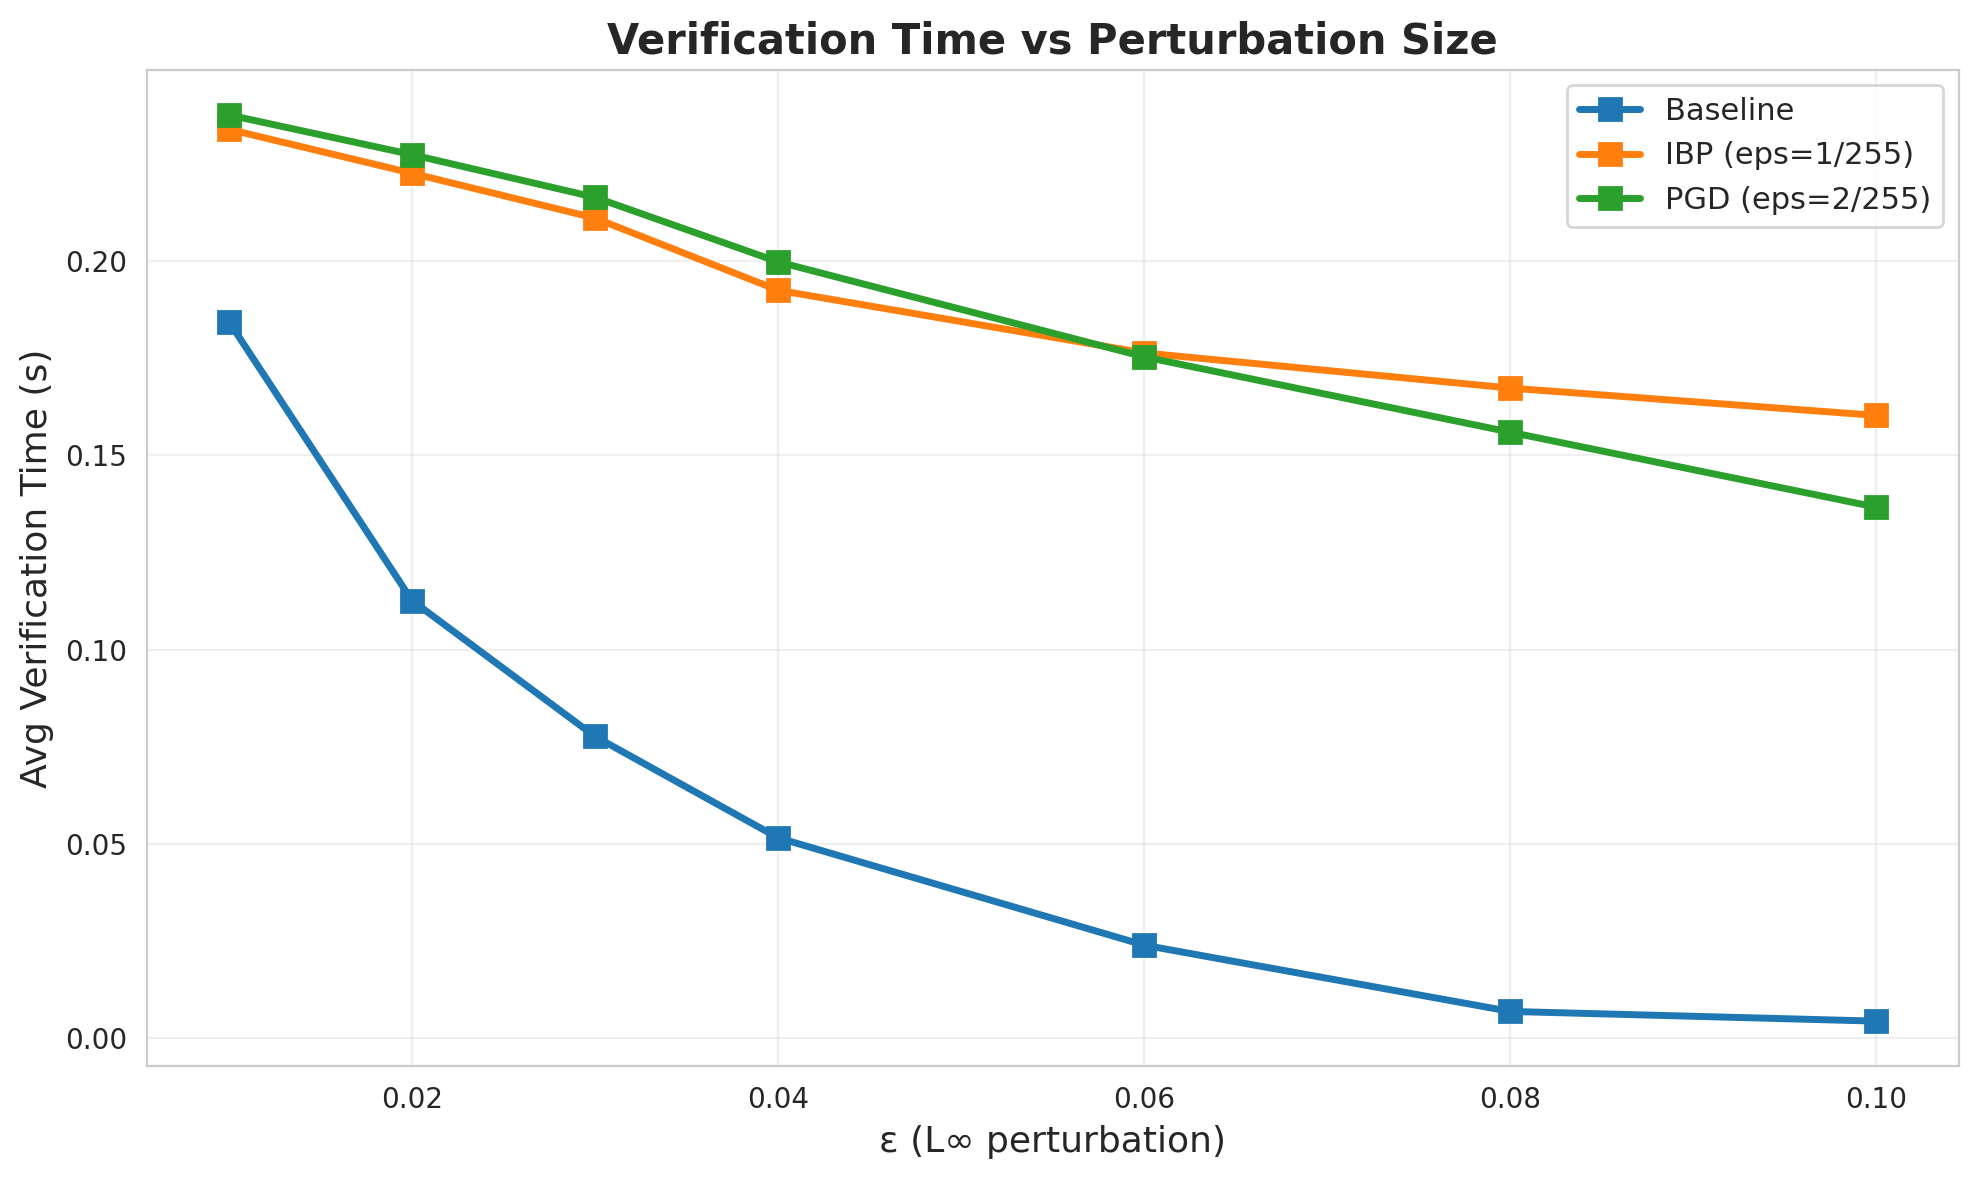 Verification Time vs Perturbation Size
Baseline
IBP (eps=1/255)
PGD (eps=2/255)
Avg Verification Time (s)
0.20
0.15
0.10
0.05
0.00
0.02
0.04
0.06
0.08
0.10
ε (L∞ perturbation)